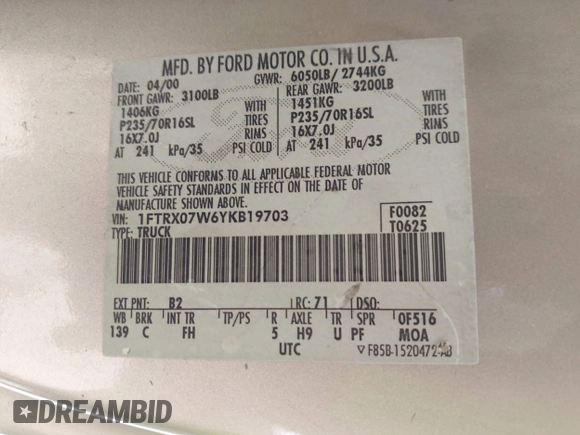 MFD. BY FORD MOTOR CO. IN U.S.A.
DATE: 04/00 GVWR: 6050LB/ 2744KG
FRONT GAWR: 3100LB REAR GAWR: 3200LB
1406KG WITH 1451KG WITH
P235/70R16SL TIRES P235/70R16SL TIRES
16X7.0J RIMS 16X7.0J RIMS
AT 241 kPa/35 PSI COLD AT 241 kPa/35 PSI COLD
THIS VEHICLE CONFORMS TO ALL APPLICABLE FEDERAL MOTOR
VEHICLE SAFETY STANDARDS IN EFFECT ON THE DATE OF
MANUFACTURE SHOWN ABOVE.
VIN: 1FTRX07W6YKB19703 F0082
TYPE: TRUCK T0625
EXT PNT: B2 RC: 71 DSO:
WB BRK INT TR TP/PS R AXLE TR SPR 0F516
139 C FH 5 H9 U PF MOA
UTC F85B-1520472-AB
DREAMBID